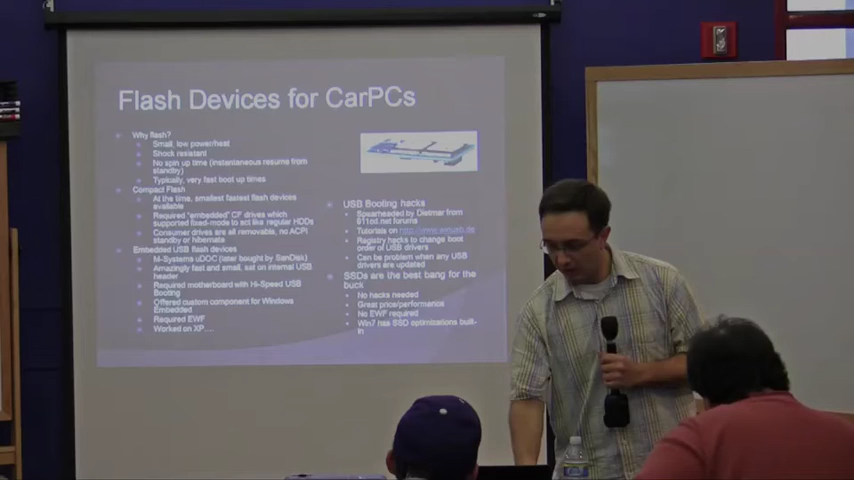 Flash Devices for CarPCs
Why flash?
Small, low power/heat
Shock resistant
No spin up time (instantaneous resume from
standby)
Typically, very fast boot up times
Compact Flash
At the time, smallest fastest flash devices
available
Required "embedded" CF drives which
supported fixed-mode to act like regular HDDs
Consumer drives are all removable, no ACPI
standby or hibernate
Embedded USB flash devices
M-Systems uDOC (later bought by SanDisk)
Amazingly fast and small, sat on internal USB
header
Required motherboard with Hi-Speed USB
Booting
Offered custom component for Windows
Embedded
Required EWF
Worked on XP....
USB Booting hacks
Spearheaded by Dietmar from
911cd.net forums
Tutorials on
Registry hacks to change boot
order of USB drivers
Can be problem when any USB
drivers are updated
SSDs are the best bang for the
buck
No hacks needed
Great price/performance
No EWF required
Win7 has SSD optimizations built-
in